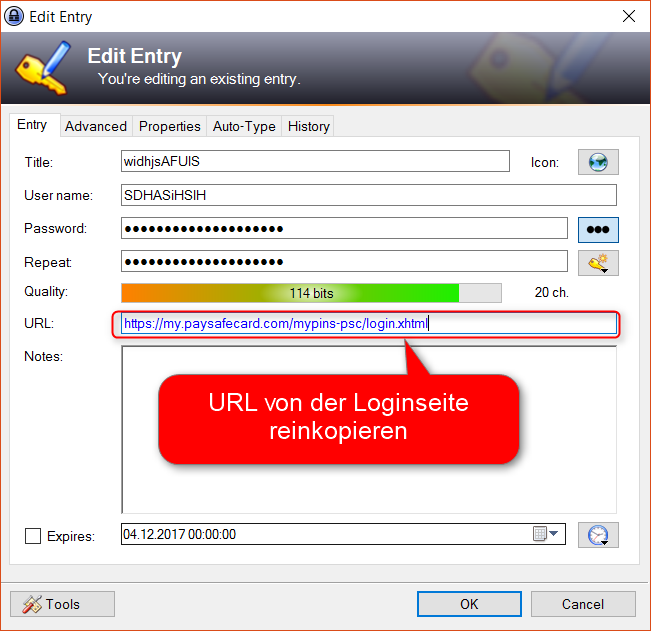 Edit Entry
Edit Entry
You're editing an existing entry.
Entry Advanced Properties Auto-Type History
Title: widhjsAFUIS Icon:
User name: SDHASiHSIH
Password: ●●●●●●●●●●●●●●●●●●●● ●●●
Repeat: ●●●●●●●●●●●●●●●●●●●●
Quality: 114 bits 20 ch.
URL: https://my.paysafecard.com/mypins-psc/login.xhtml
Notes:
URL von der Loginseite
reinkopieren
Expires: 04.12.2017 00:00:00
Tools OK Cancel